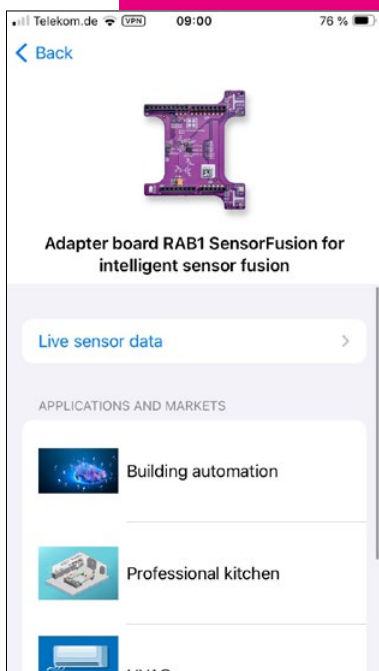 Telekom.de VPN 09:00 76 %
Back
Adapter board RAB1 SensorFusion for
intelligent sensor fusion
Live sensor data
APPLICATIONS AND MARKETS
Building automation
Professional kitchen